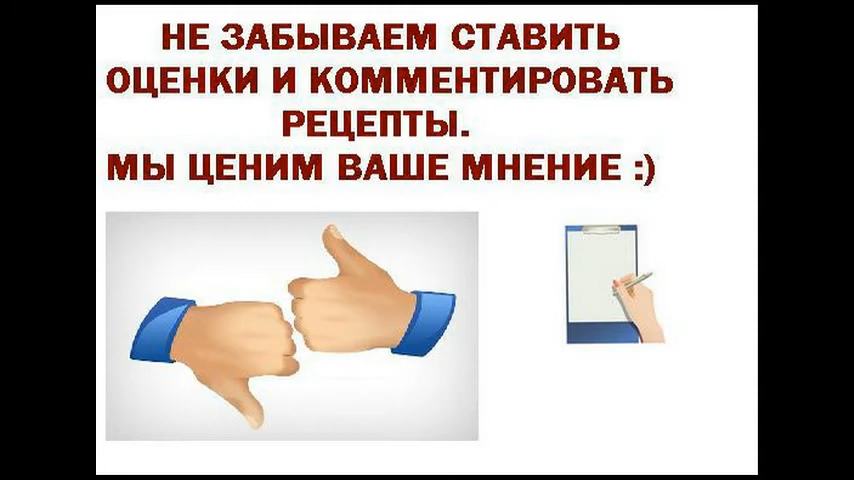 НЕ ЗАБЫВАЕМ СТАВИТЬ
ОЦЕНКИ И КОММЕНТИРОВАТЬ
РЕЦЕПТЫ.
МЫ ЦЕНИМ ВАШЕ МНЕНИЕ :)